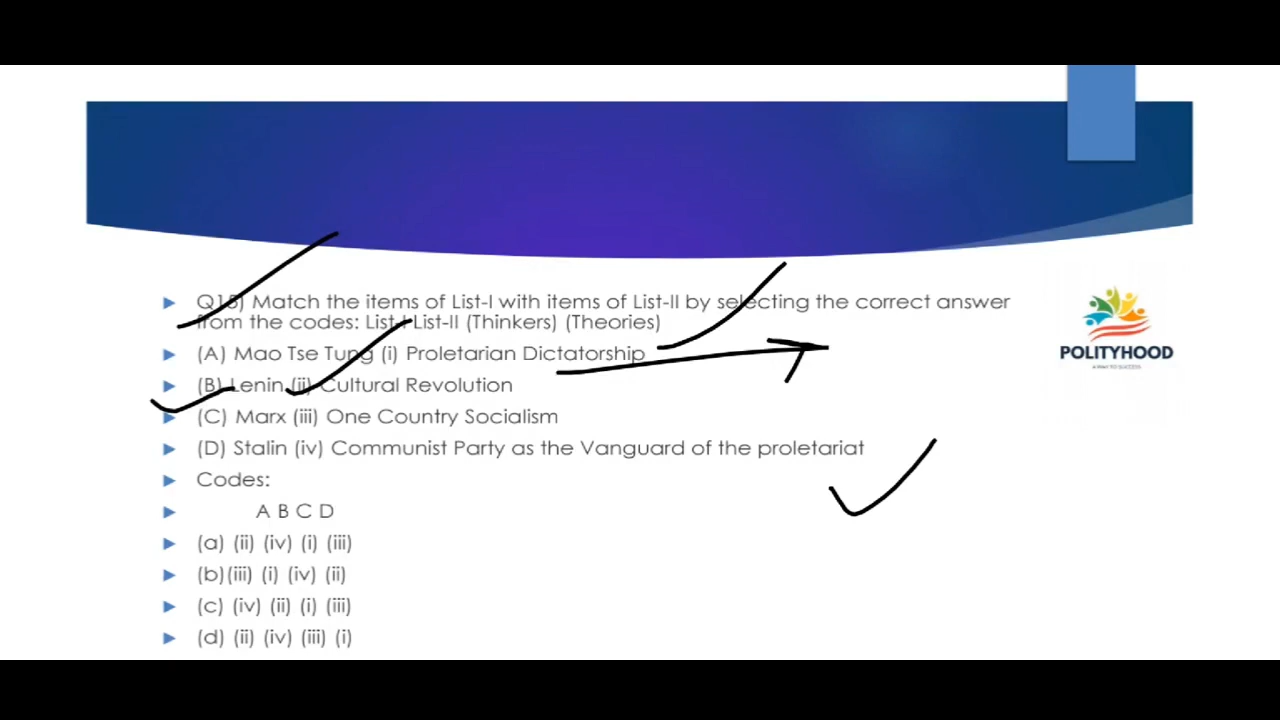 Q15) Match the items of List-I with items of List-II by selecting the correct answer
from the codes: List-I List-II (Thinkers) (Theories)
(A) Mao Tse Tung (i) Proletarian Dictatorship
(B) Lenin (ii) Cultural Revolution
(C) Marx (iii) One Country Socialism
(D) Stalin (iv) Communist Party as the Vanguard of the proletariat
Codes:
A B C D
(a) (ii) (iv) (i) (iii)
(b)(iii) (i) (iv) (ii)
(c) (iv) (ii) (i) (iii)
(d) (ii) (iv) (iii) (i)
POLITYHOOD
A WAY TO SUCCESS